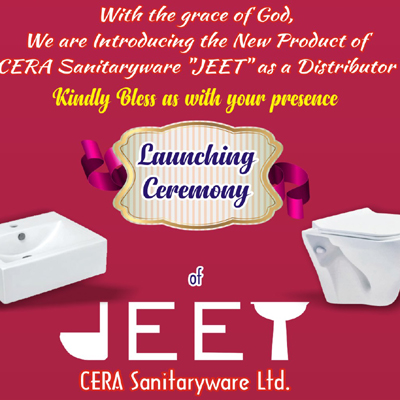 With the grace of God,
We are Introducing the New Product of
CERA Sanitaryware "JEET" as a Distributor
Kindly Bless as with your presence
Launching
Ceremony
of
JEET
CERA Sanitaryware Ltd.